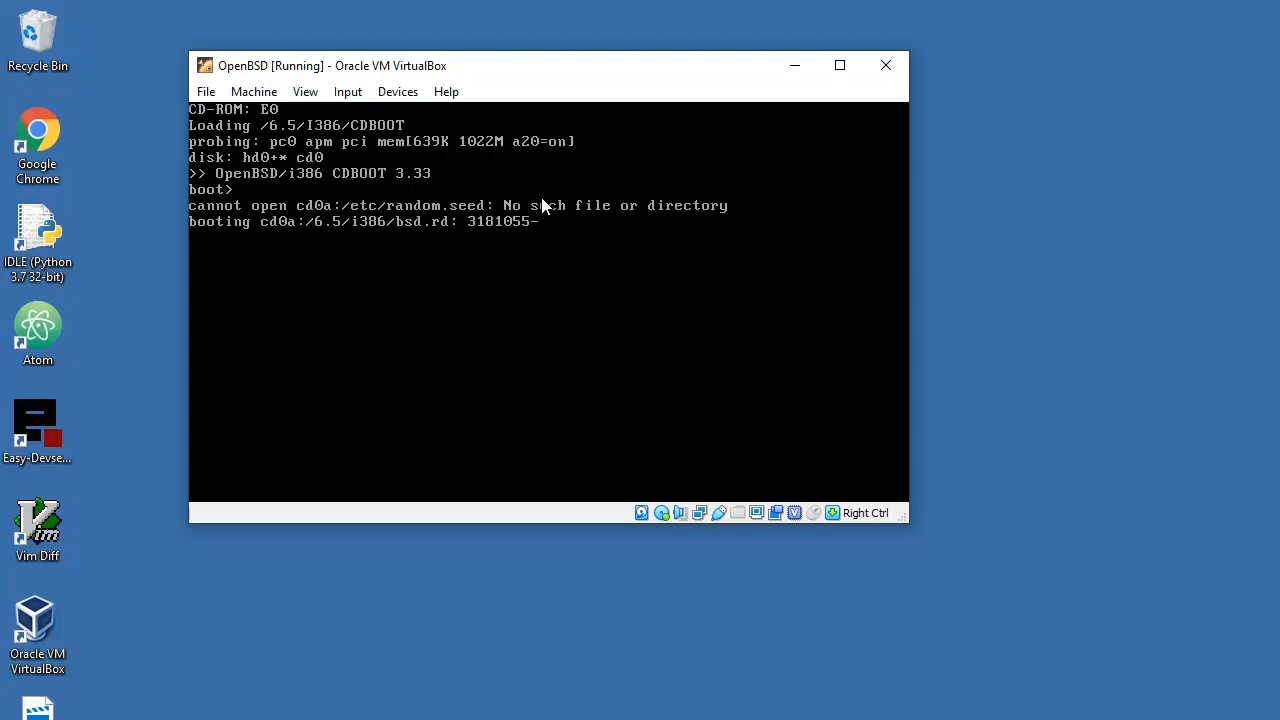 Recycle Bin
Google
Chrome
IDLE (Python
3.7 32-bit)
Atom
Easy-Devse...
Vim Diff
Oracle VM
VirtualBox
OpenBSD [Running] - Oracle VM VirtualBox
File Machine View Input Devices Help
CD-ROM: E0
Loading /6.5/I386/CDBOOT
probing: pc0 apm pci mem[639K 1022M a20=on]
disk: hd0+* cd0
>> OpenBSD/i386 CDBOOT 3.33
boot>
cannot open cd0a:/etc/random.seed: No such file or directory
booting cd0a:/6.5/i386/bsd.rd: 3181055-
Right Ctrl